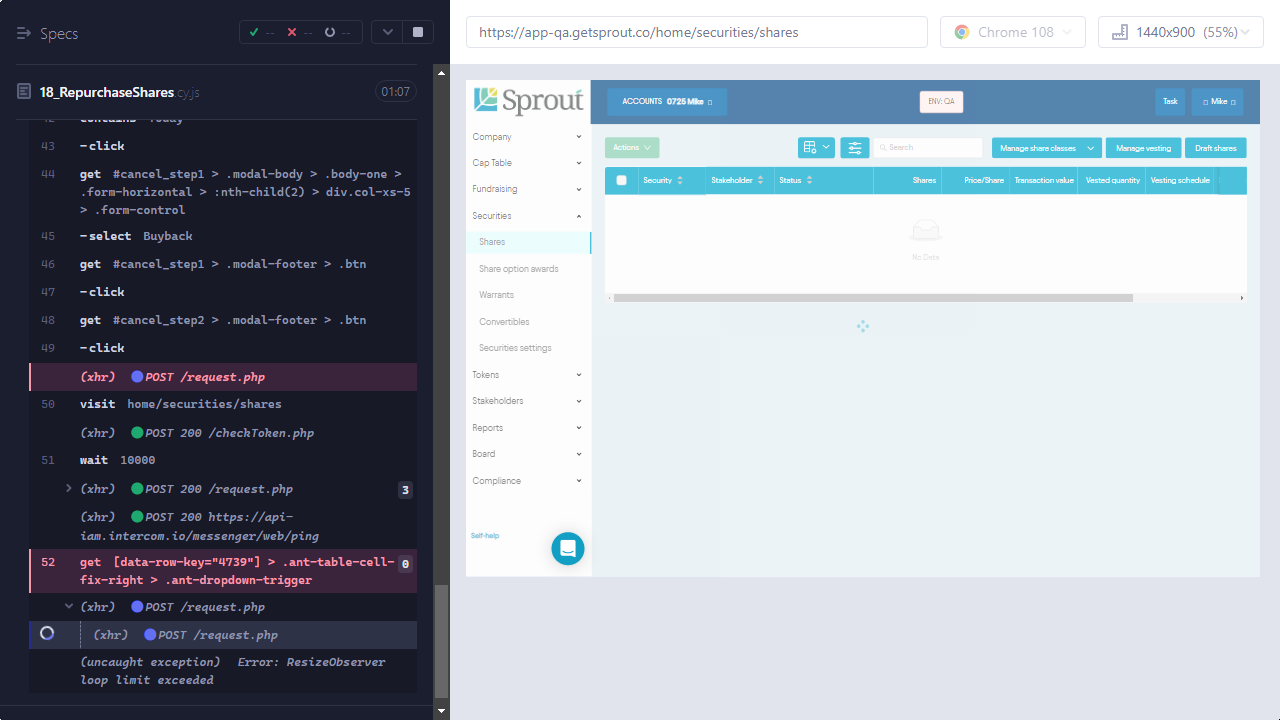 Specs
-- -- --
18_RepurchaseShares.cy.js 01:07
42 contains Today
43 -click
44 get #cancel_step1 > .modal-body > .body-one >
.form-horizontal > :nth-child(2) > div.col-xs-5
> .form-control
45 -select Buyback
46 get #cancel_step1 > .modal-footer > .btn
47 -click
48 get #cancel_step2 > .modal-footer > .btn
49 -click
(xhr) POST /request.php
50 visit home/securities/shares
(xhr) POST 200 /checkToken.php
51 wait 10000
(xhr) POST 200 /request.php 3
(xhr) POST 200 https://api-
iam.intercom.io/messenger/web/ping
52 get [data-row-key="4739"] > .ant-table-cell- 0
fix-right > .ant-dropdown-trigger
(xhr) POST /request.php
(xhr) POST /request.php
(uncaught exception) Error: ResizeObserver
loop limit exceeded
https://app-qa.getsprout.co/home/securities/shares
Chrome 108
1440x900 (55%)
Sprout
ACCOUNTS 0725 Mike
ENV: QA
Task
Mike
Company
Cap Table
Fundraising
Securities
Shares
Share option awards
Warrants
Convertibles
Securities settings
Tokens
Stakeholders
Reports
Board
Compliance
Self-help
Actions
Search
Manage share classes
Manage vesting
Draft shares
Security Stakeholder Status Shares Price/Share Transaction value Vested quantity Vesting schedule
No Data